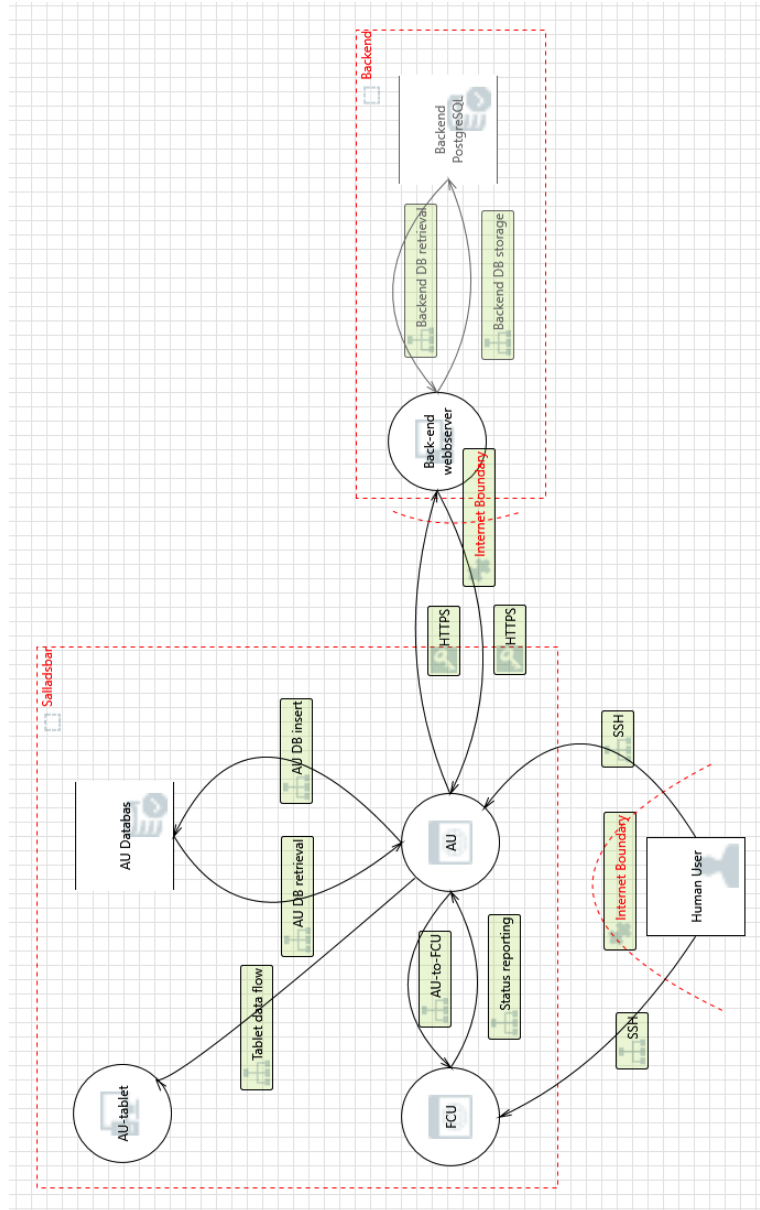 Backend
Backend
PostgreSQL
Backend DB retrieval
Backend DB storage
Back-end
webbserver
Internet Boundary
HTTPS
HTTPS
Salladsbar
AU Databas
AU DB insert
AU DB retrieval
AU
SSH
Internet Boundary
Human User
AU-to-FCU
Status reporting
Tablet data flow
AU-tablet
FCU
SSH